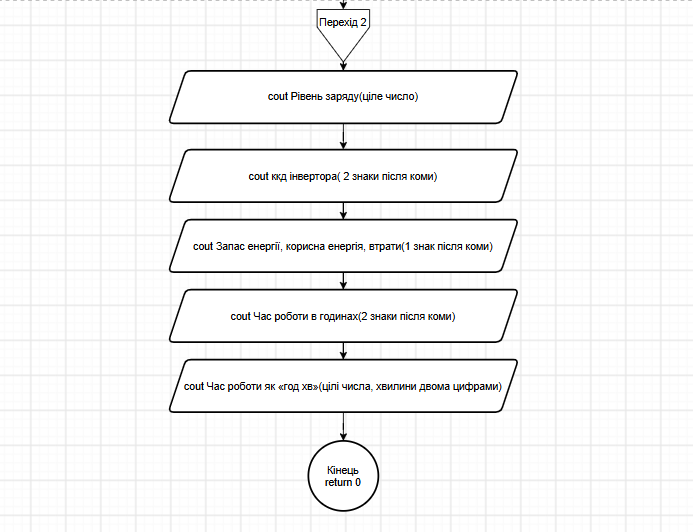 Перехід 2
cout Рівень заряду(ціле число)
cout ккд інвертора( 2 знаки після коми)
cout Запас енергії, корисна енергія, втрати(1 знак після коми)
cout Час роботи в годинах(2 знаки після коми)
cout Час роботи як «год хв»(цілі числа, хвилини двома цифрами)
Кінець
return 0